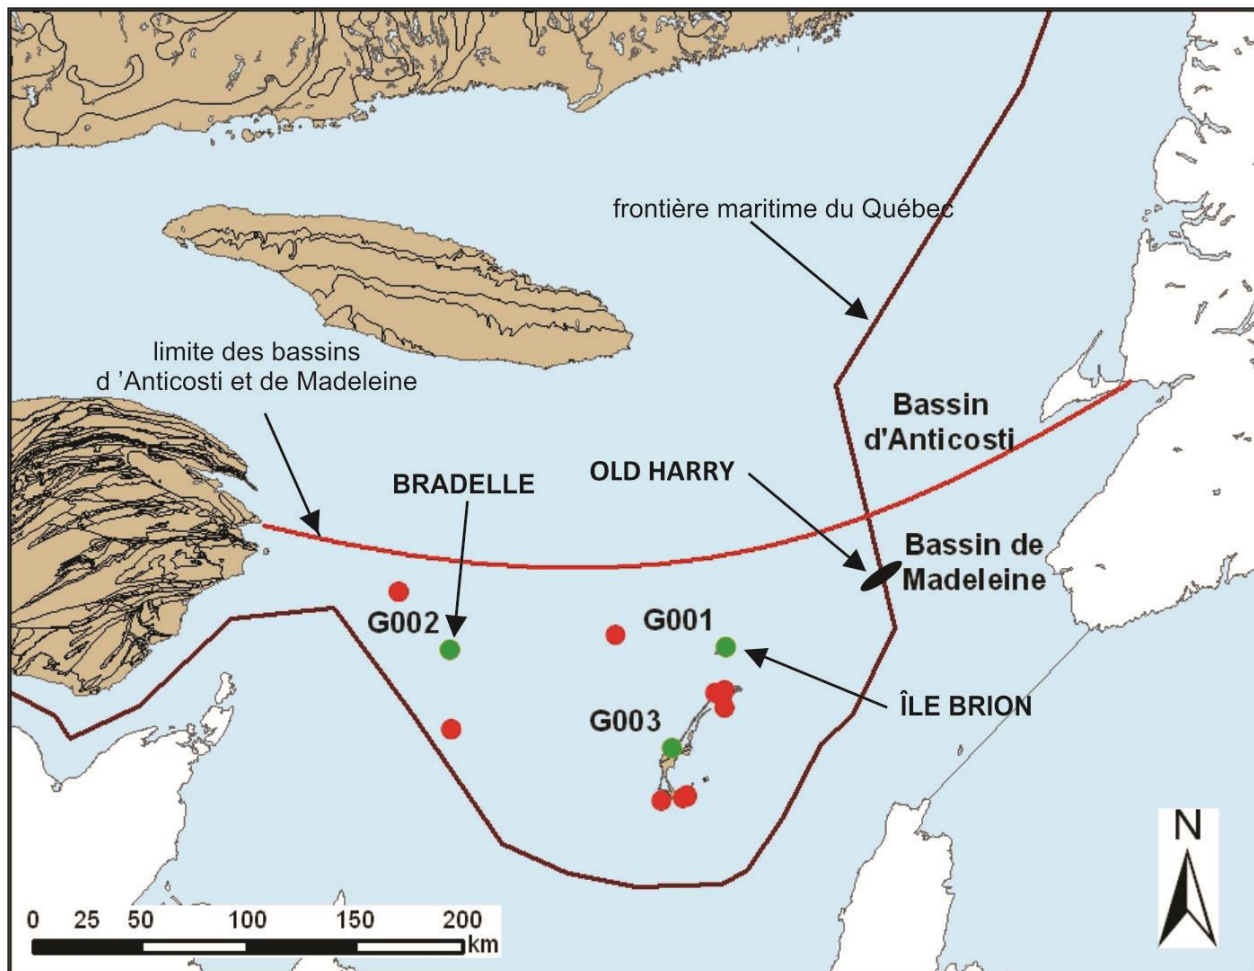 frontière maritime du Québec
limite des bassins
d ’Anticosti et de Madeleine
Bassin
d'Anticosti
BRADELLE
OLD HARRY
Bassin de
Madeleine
G002
G001
ÎLE BRION
G003
N
0 25 50 100 150 200
km